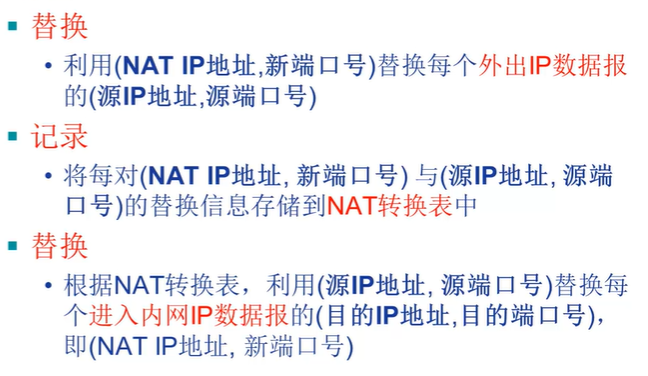 替换
利用(NAT IP地址,新端口号)替换每个外出IP数据报
的(源IP地址,源端口号)
记录
将每对(NAT IP地址, 新端口号) 与(源IP地址, 源端
口号)的替换信息存储到NAT转换表中
替换
根据NAT转换表，利用(源IP地址, 源端口号)替换每
个进入内网IP数据报的(目的IP地址,目的端口号)，
即(NAT IP地址, 新端口号)